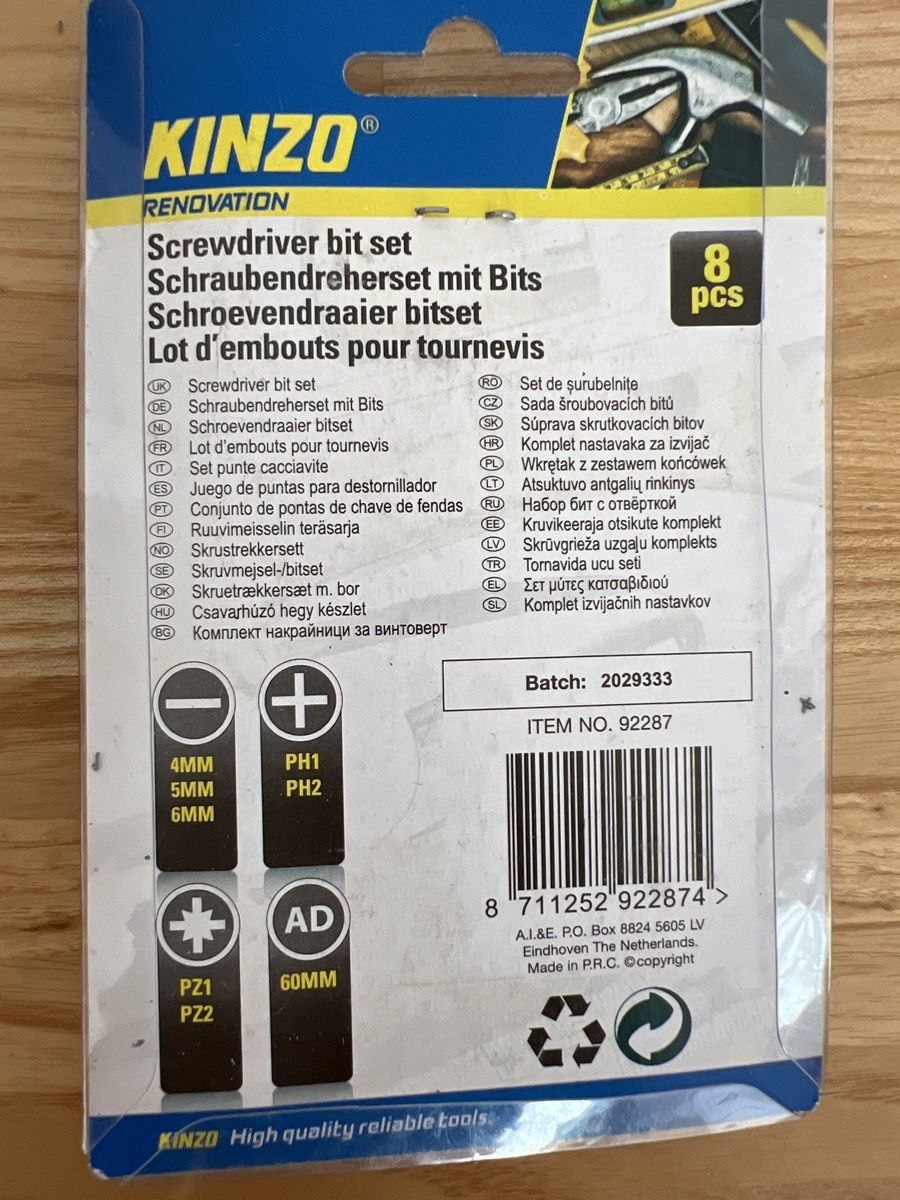 KINZO®
RENOVATION
Screwdriver bit set
Schraubendreherset mit Bits
Schroevendraaier bitset
Lot d'embouts pour tournevis
8
pcs
UK Screwdriver bit set
DE Schraubendreherset mit Bits
NL Schroevendraaier bitset
FR Lot d'embouts pour tournevis
IT Set punte cacciavite
ES Juego de puntas para destornillador
PT Conjunto de pontas de chave de fendas
FI Ruuvimeisselin teräsarja
NO Skrustrekkersett
SE Skruvmejsel-/bitset
DK Skruetrækkersæt m. bor
HU Csavarhúzó hegy készlet
BG Комплект накрайници за винтоверт
RO Set de șurubelnițe
CZ Sada šroubovacích bitů
SK Súprava skrutkovacích bitov
HR Komplet nastavaka za izvijač
PL Wkrętak z zestawem końcówek
LT Atsuktuvo antgalių rinkinys
RU Набор бит с отвёрткой
EE Kruvikeeraja otsikute komplekt
LV Skrūvgrieža uzgaļu komplekts
TR Tornavida ucu seti
EL Σετ μύτες κατσαβιδιού
SL Komplet izvijačnih nastavkov
4MM
5MM
6MM
PH1
PH2
PZ1
PZ2
AD
60MM
Batch: 2029333
ITEM NO. 92287
8 711252 922874 >
A.I.&E. P.O. Box 8824 5605 LV
Eindhoven The Netherlands.
Made in P.R.C. ©copyright
KINZO High quality reliable tools.